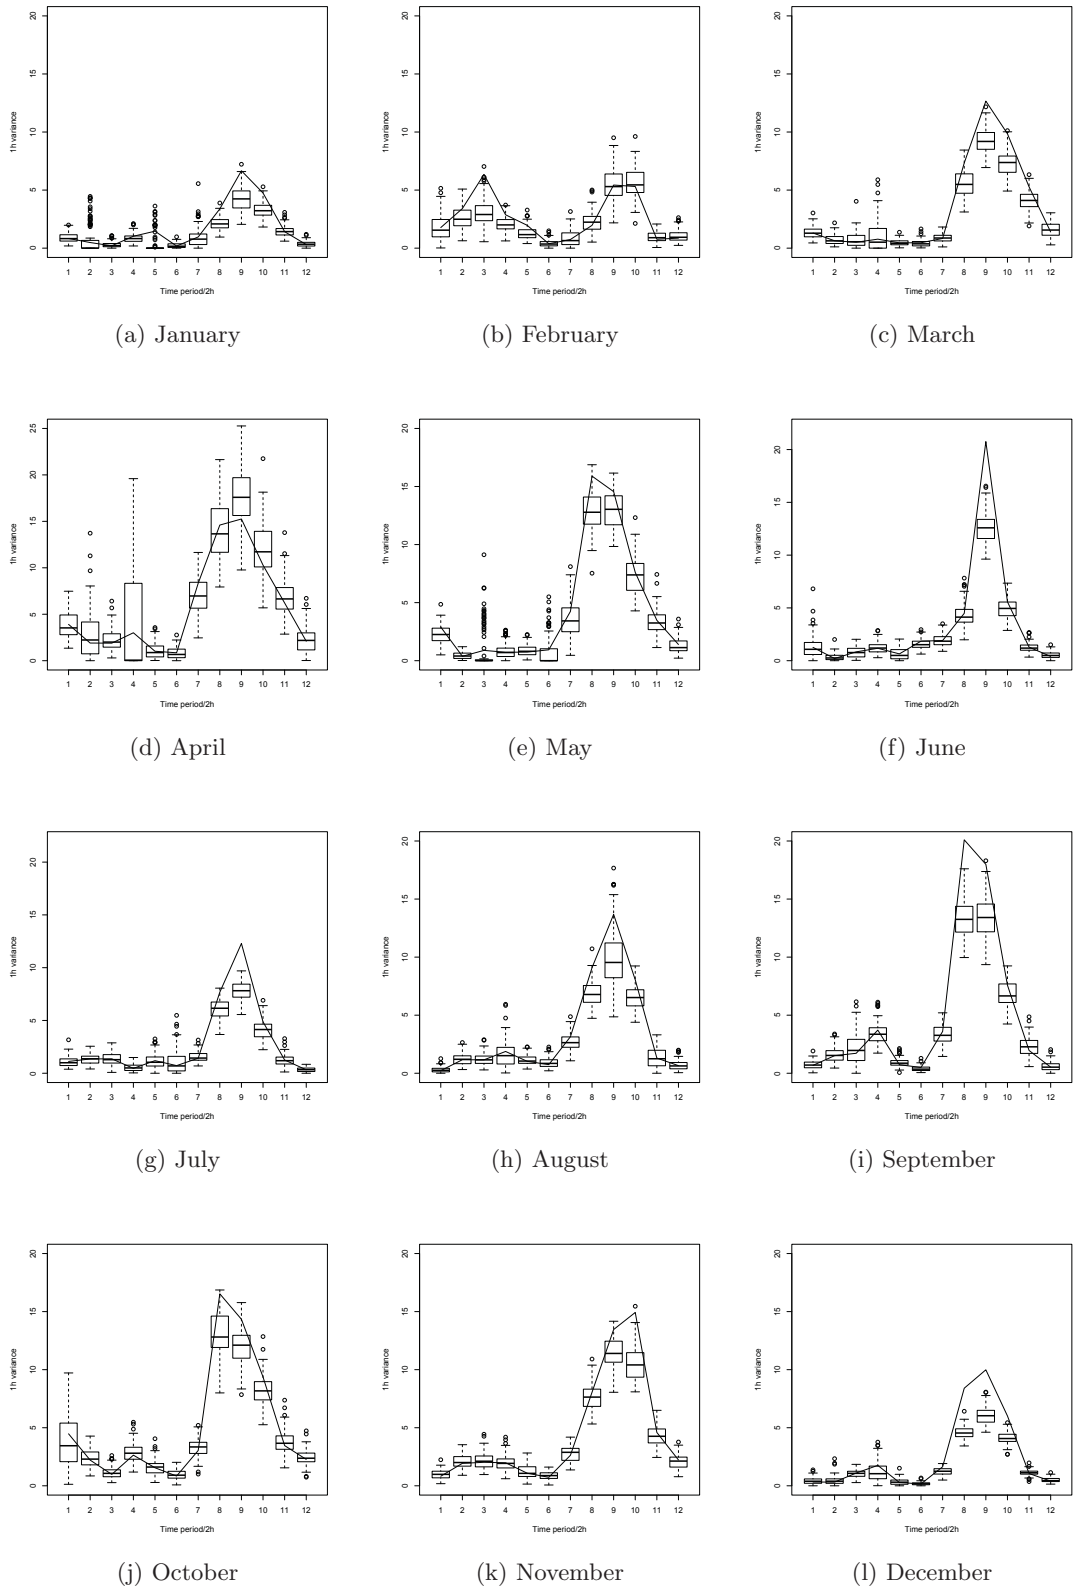 20 20 20
15 15 15
1h variance 1h variance 1h variance
10 10 10
5 5 5
0 0 0
1 2 3 4 5 6 7 8 9 10 11 12 1 2 3 4 5 6 7 8 9 10 11 12 1 2 3 4 5 6 7 8 9 10 11 12
Time period/2h Time period/2h Time period/2h
(a) January (b) February (c) March
25
20 20 20
15 15 15
1h variance 1h variance 1h variance
10 10 10
5 5 5
0 0 0
1 2 3 4 5 6 7 8 9 10 11 12 1 2 3 4 5 6 7 8 9 10 11 12 1 2 3 4 5 6 7 8 9 10 11 12
Time period/2h Time period/2h Time period/2h
(d) April (e) May (f) June
20 20 20
15 15 15
1h variance 1h variance 1h variance
10 10 10
5 5 5
0 0 0
1 2 3 4 5 6 7 8 9 10 11 12 1 2 3 4 5 6 7 8 9 10 11 12 1 2 3 4 5 6 7 8 9 10 11 12
Time period/2h Time period/2h Time period/2h
(g) July (h) August (i) September
20 20 20
15 15 15
1h variance 1h variance 1h variance
10 10 10
5 5 5
0 0 0
1 2 3 4 5 6 7 8 9 10 11 12 1 2 3 4 5 6 7 8 9 10 11 12 1 2 3 4 5 6 7 8 9 10 11 12
Time period/2h Time period/2h Time period/2h
(j) October (k) November (l) December